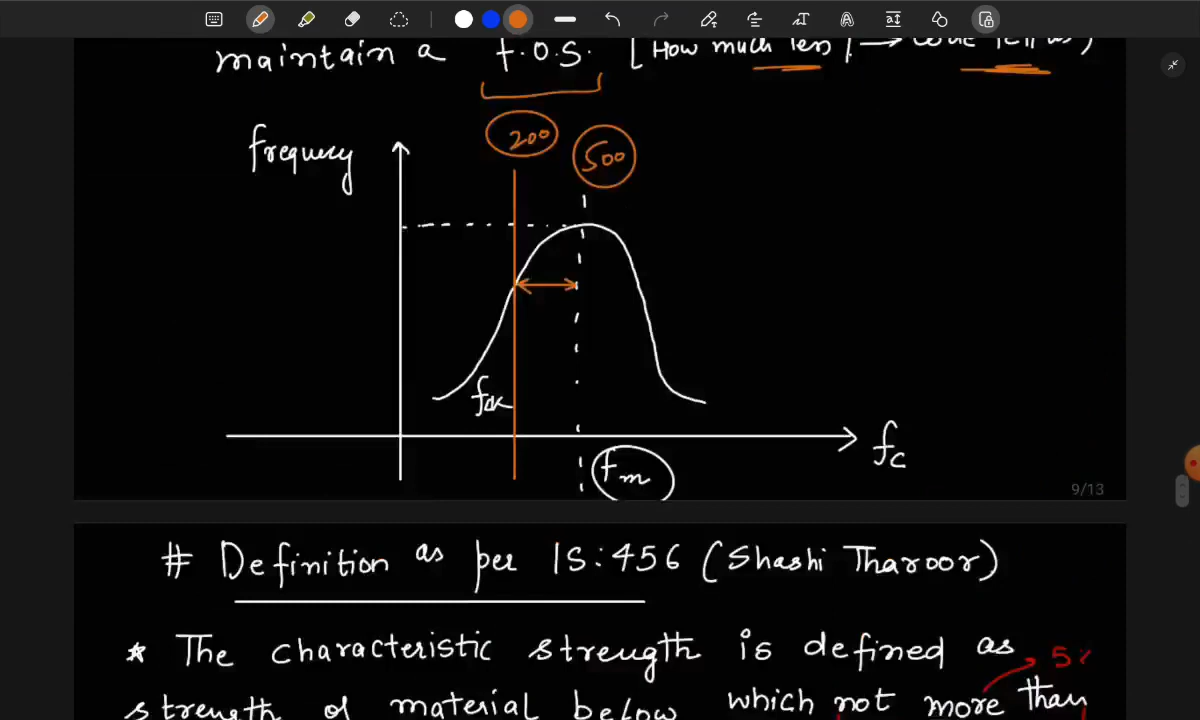 maintain a f.O.S. [How much less
200
500
frequency
fck
fc
fm
9/13
# Definition as per IS:456 (Shashi Tharoor)
* The characteristic strength is defined as 5%
strength of material below which not more than